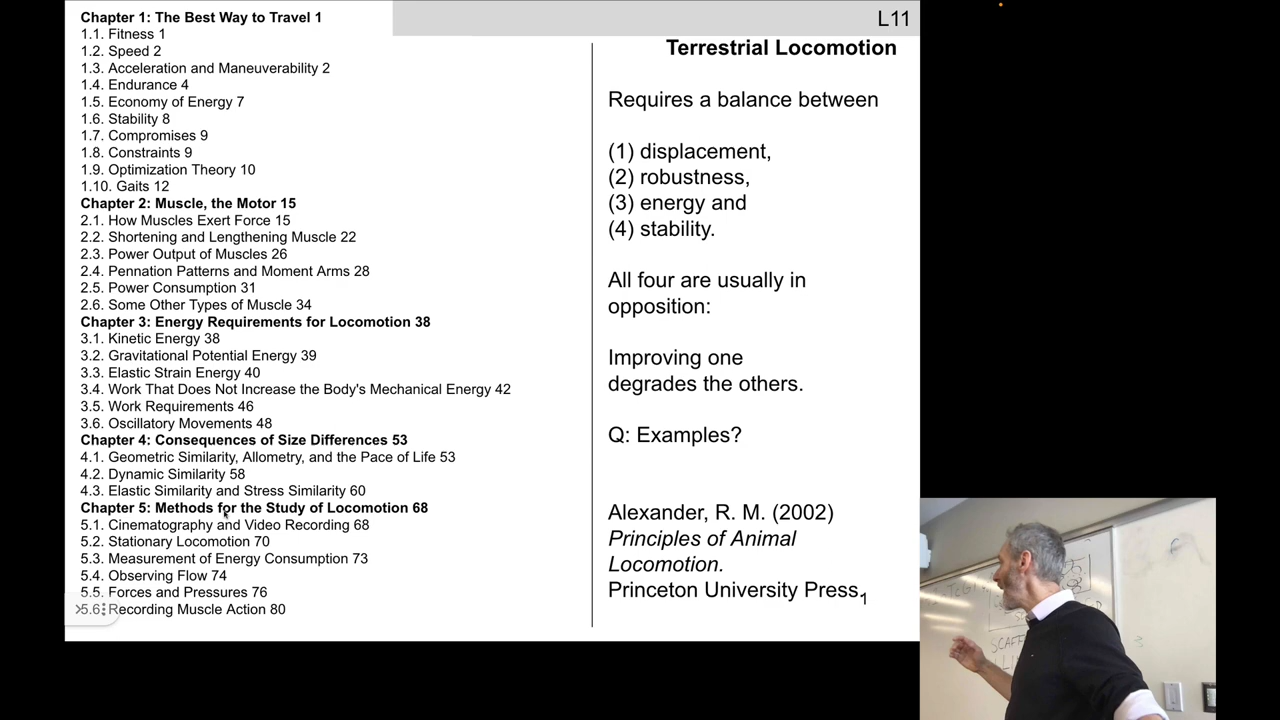 Chapter 1: The Best Way to Travel 1
1.1. Fitness 1
1.2. Speed 2
1.3. Acceleration and Maneuverability 2
1.4. Endurance 4
1.5. Economy of Energy 7
1.6. Stability 8
1.7. Compromises 9
1.8. Constraints 9
1.9. Optimization Theory 10
1.10. Gaits 12
Chapter 2: Muscle, the Motor 15
2.1. How Muscles Exert Force 15
2.2. Shortening and Lengthening Muscle 22
2.3. Power Output of Muscles 26
2.4. Pennation Patterns and Moment Arms 28
2.5. Power Consumption 31
2.6. Some Other Types of Muscle 34
Chapter 3: Energy Requirements for Locomotion 38
3.1. Kinetic Energy 38
3.2. Gravitational Potential Energy 39
3.3. Elastic Strain Energy 40
3.4. Work That Does Not Increase the Body's Mechanical Energy 42
3.5. Work Requirements 46
3.6. Oscillatory Movements 48
Chapter 4: Consequences of Size Differences 53
4.1. Geometric Similarity, Allometry, and the Pace of Life 53
4.2. Dynamic Similarity 58
4.3. Elastic Similarity and Stress Similarity 60
Chapter 5: Methods for the Study of Locomotion 68
5.1. Cinematography and Video Recording 68
5.2. Stationary Locomotion 70
5.3. Measurement of Energy Consumption 73
5.4. Observing Flow 74
5.5. Forces and Pressures 76
5.6. Recording Muscle Action 80
L11
Terrestrial Locomotion
Requires a balance between
(1) displacement,
(2) robustness,
(3) energy and
(4) stability.
All four are usually in
opposition:
Improving one
degrades the others.
Q: Examples?
Alexander, R. M. (2002)
Principles of Animal
Locomotion.
Princeton University Press.
1